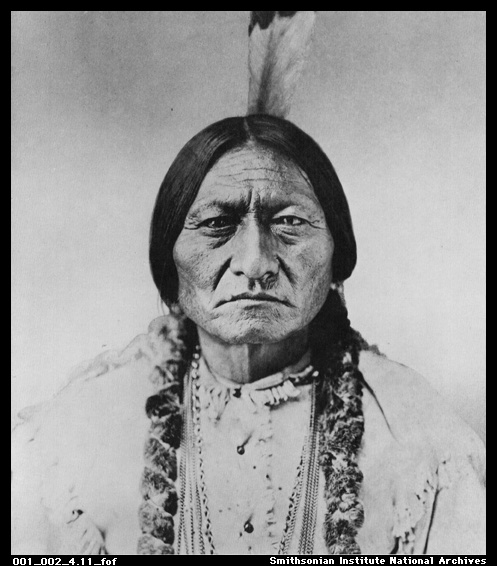 001_002_4.11_fof
Smithsonian Institute National Archives